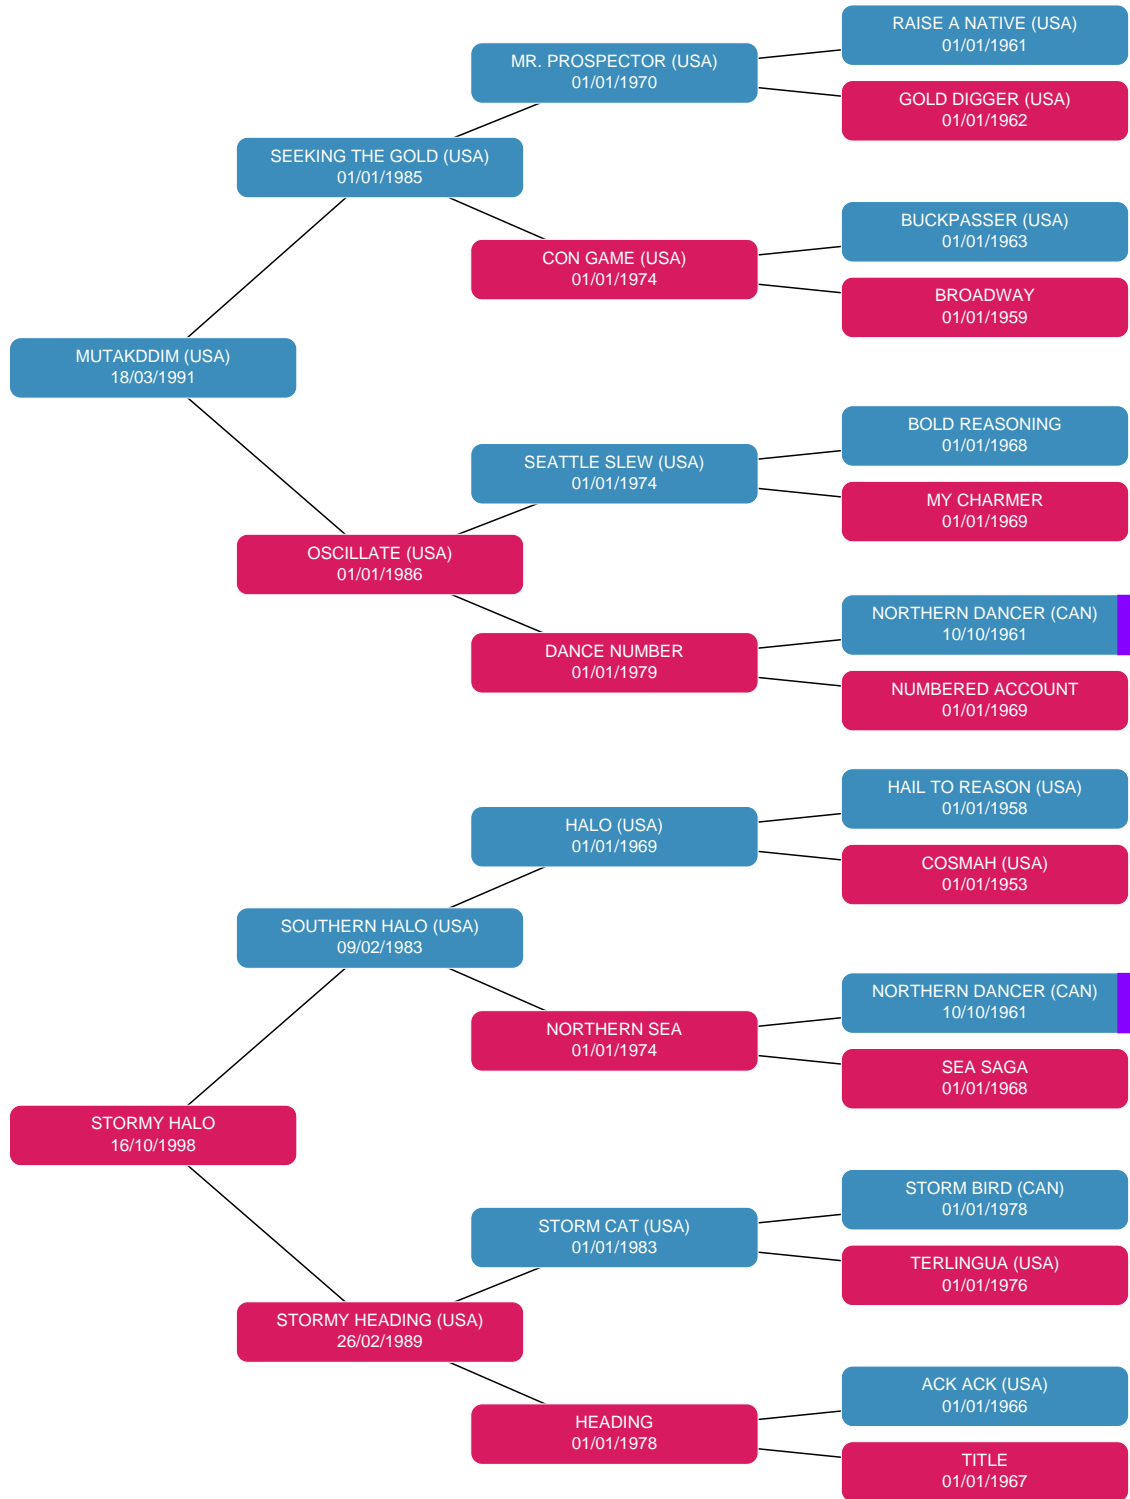 RAISE A NATIVE (USA)
01/01/1961
MR. PROSPECTOR (USA)
01/01/1970
GOLD DIGGER (USA)
01/01/1962
SEEKING THE GOLD (USA)
01/01/1985
BUCKPASSER (USA)
01/01/1963
CON GAME (USA)
01/01/1974
BROADWAY
01/01/1959
MUTAKDDIM (USA)
18/03/1991
BOLD REASONING
01/01/1968
SEATTLE SLEW (USA)
01/01/1974
MY CHARMER
01/01/1969
OSCILLATE (USA)
01/01/1986
NORTHERN DANCER (CAN)
10/10/1961
DANCE NUMBER
01/01/1979
NUMBERED ACCOUNT
01/01/1969
HAIL TO REASON (USA)
01/01/1958
HALO (USA)
01/01/1969
COSMAH (USA)
01/01/1953
SOUTHERN HALO (USA)
09/02/1983
NORTHERN DANCER (CAN)
10/10/1961
NORTHERN SEA
01/01/1974
SEA SAGA
01/01/1968
STORMY HALO
16/10/1998
STORM BIRD (CAN)
01/01/1978
STORM CAT (USA)
01/01/1983
TERLINGUA (USA)
01/01/1976
STORMY HEADING (USA)
26/02/1989
ACK ACK (USA)
01/01/1966
HEADING
01/01/1978
TITLE
01/01/1967